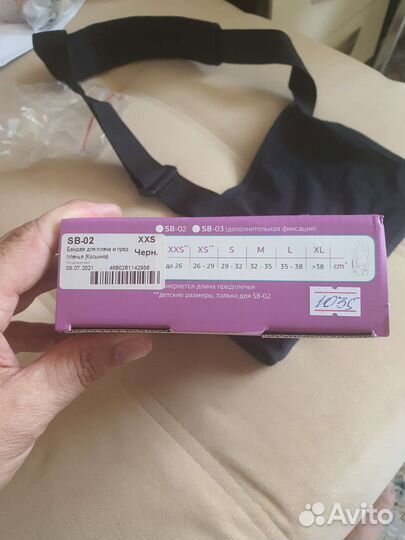 SB-02 SB-03 (дополнительная фиксация)
SB-02 XXS
Бандаж для плеча и пред
плечья (Косынка)
Черн.
09.07.2021 4680281142956
XXS** XS** S M L XL
до 26 26 - 29 29 - 32 32 - 35 35 - 38 >38 cm*
меряется длина предплечья
**детские размеры, только для SB-02
1035
Avito